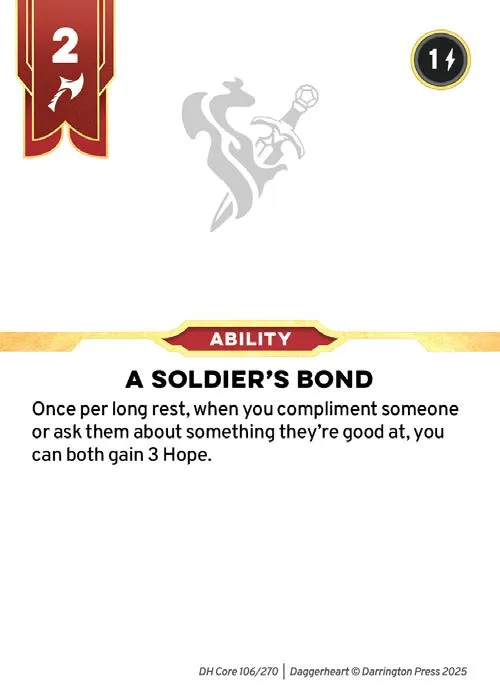 2
1
ABILITY
A SOLDIER'S BOND
Once per long rest, when you compliment someone
or ask them about something they're good at, you
can both gain 3 Hope.
DH Core 106/270 | Daggerheart © Darrington Press 2025